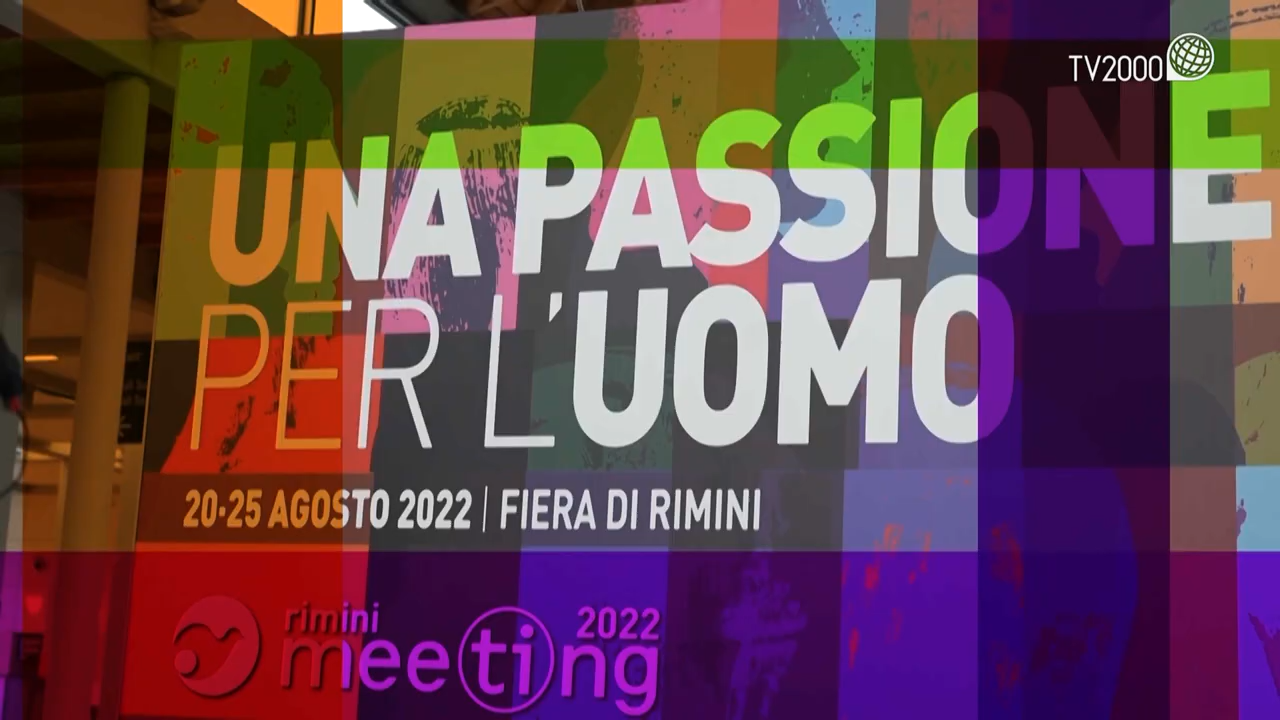 TV2000
UNA PASSIONE
PER L'UOMO
20·25 AGOSTO 2022 | FIERA DI RIMINI
rimini
meeting 2022